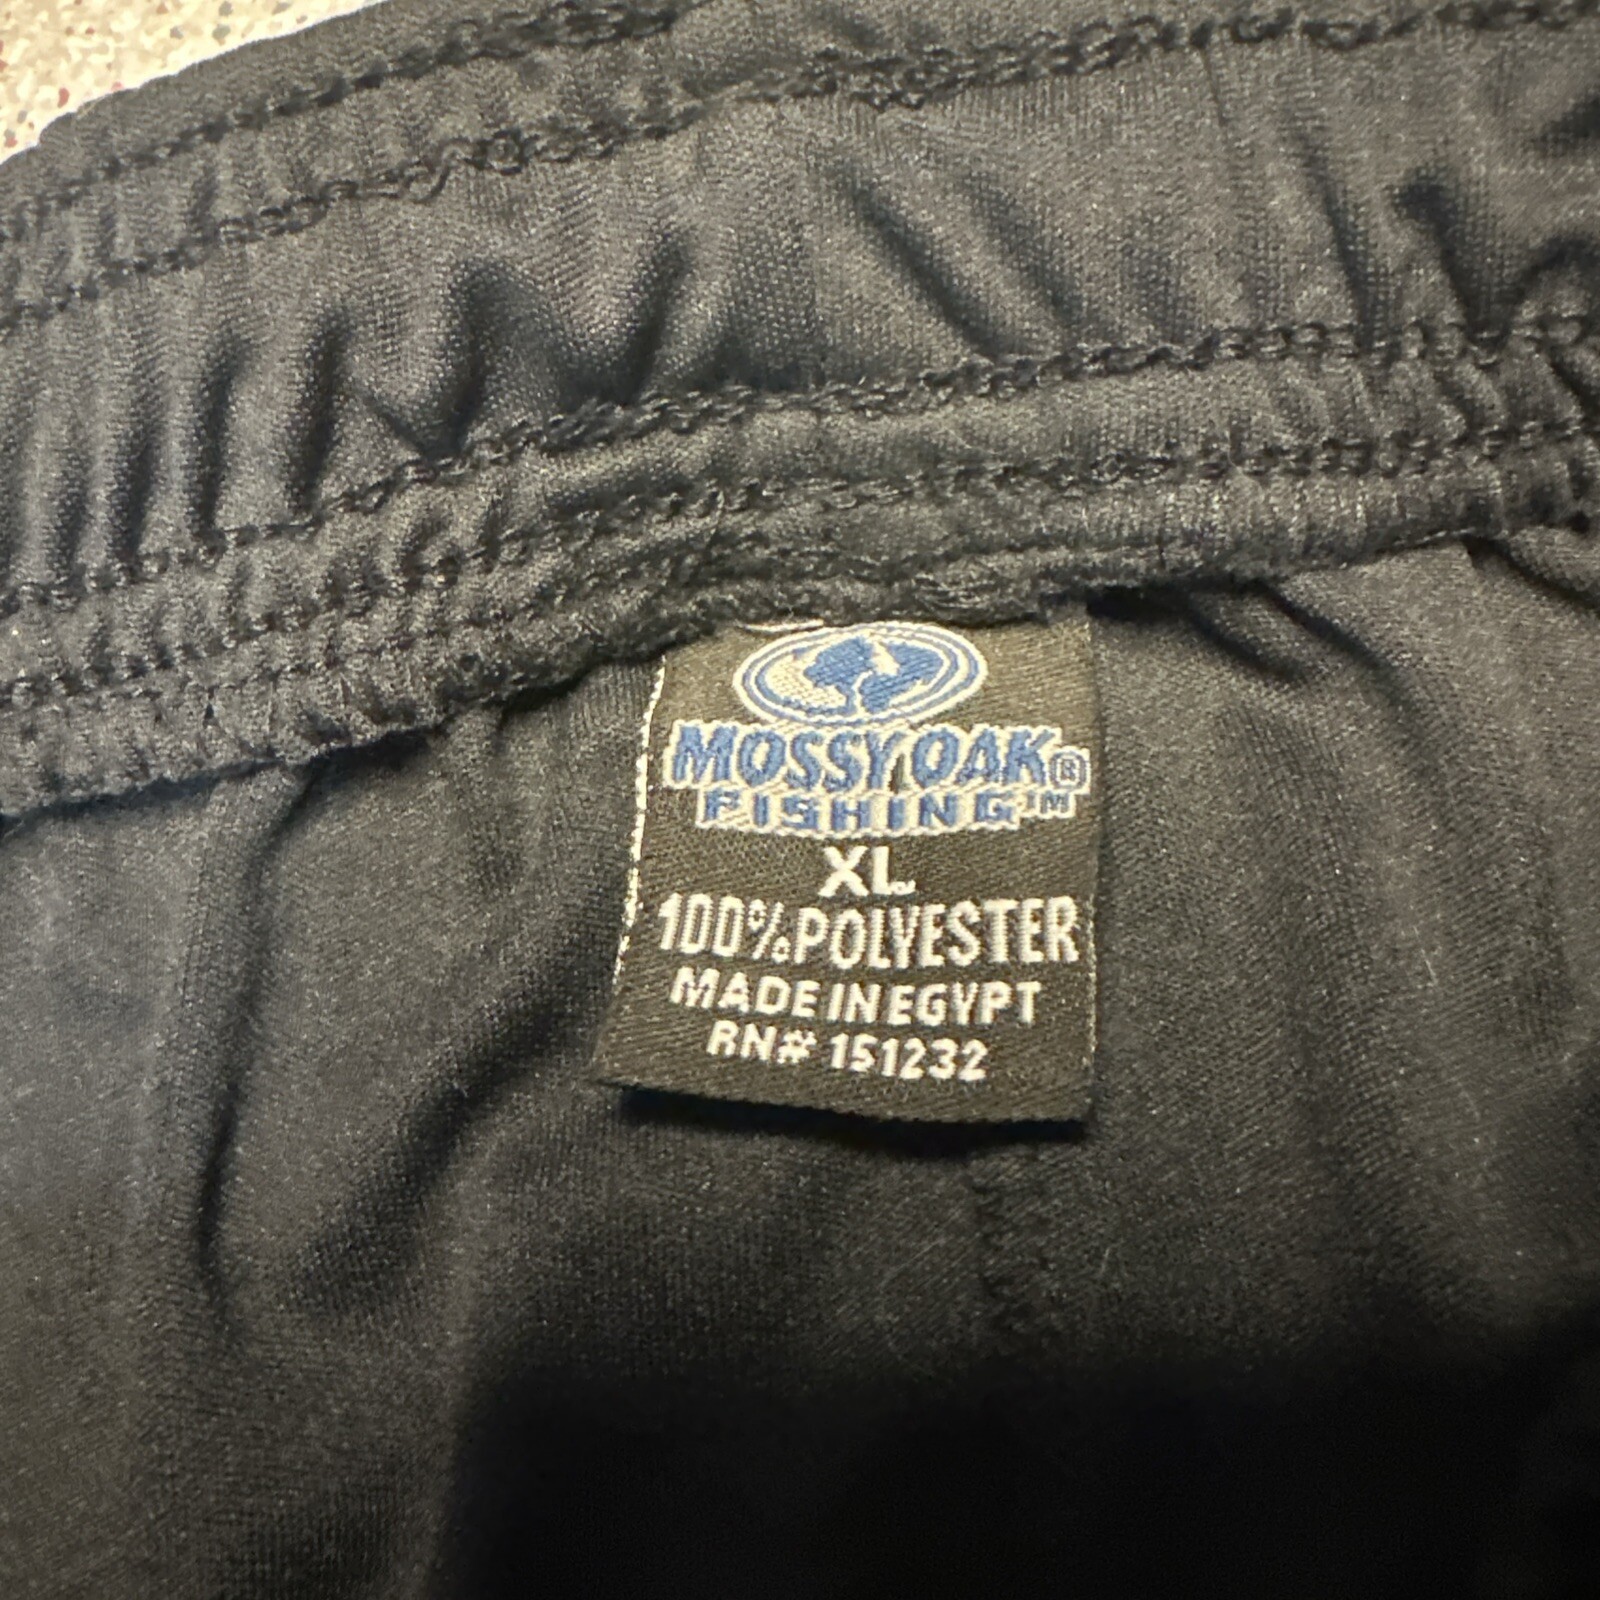 MOSSY OAK®
FISHING™
XL
100%POLYESTER
MADE IN EGYPT
RN# 151232